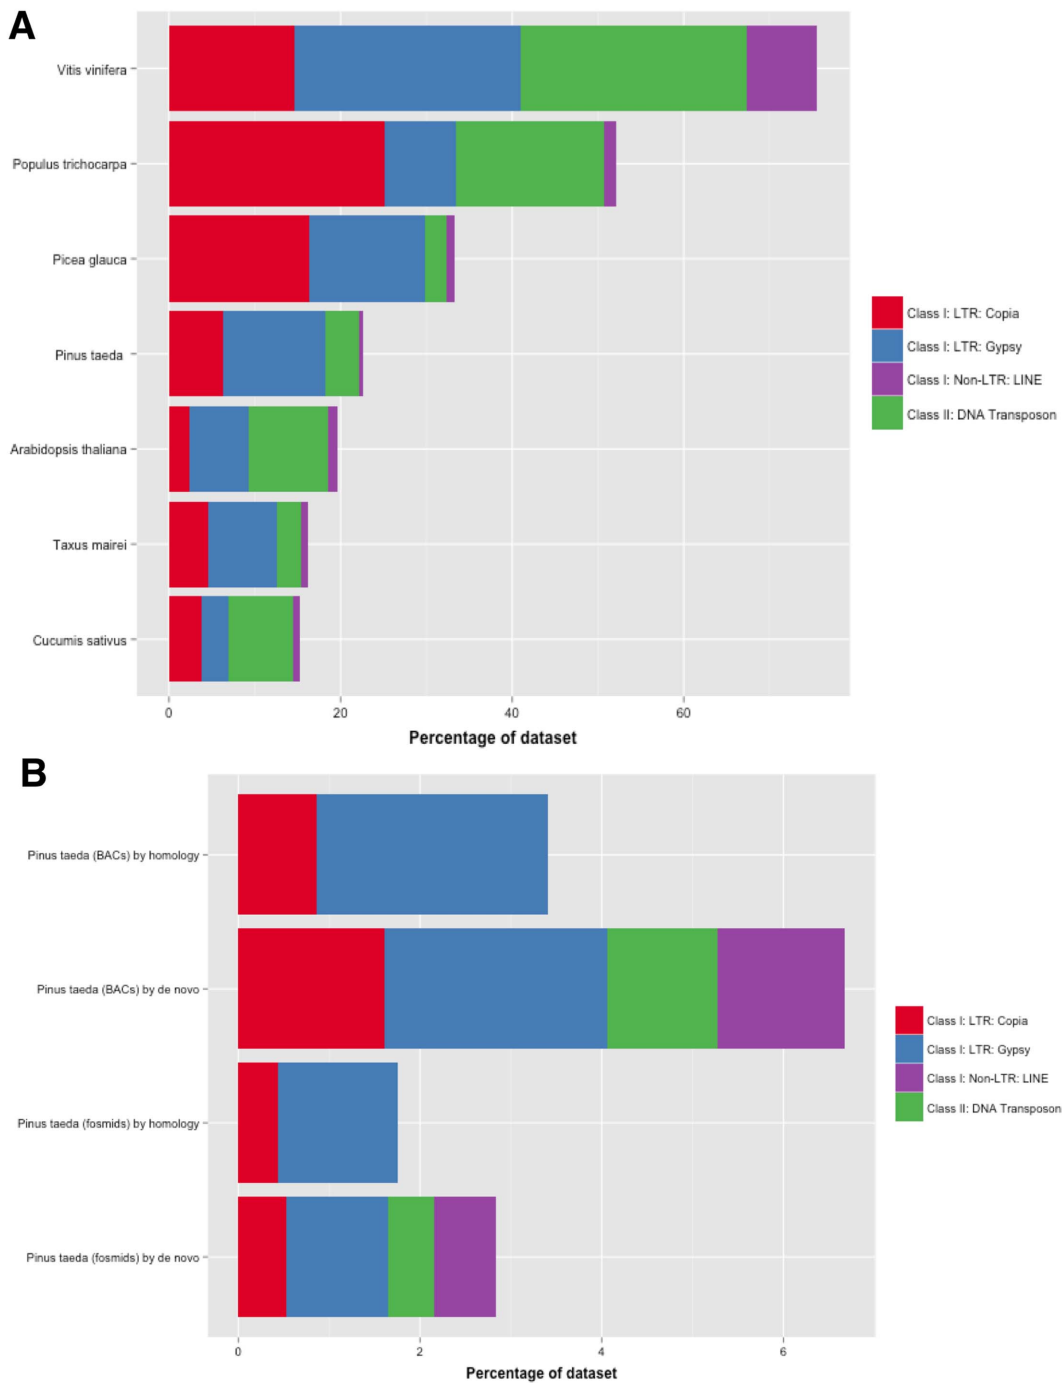 A
Vitis vinifera
Populus trichocarpa
Picea glauca
Pinus taeda
Arabidopsis thaliana
Taxus mairei
Cucumis sativus
0 20 40 60
Percentage of dataset
Class I: LTR: Copia
Class I: LTR: Gypsy
Class I: Non-LTR: LINE
Class II: DNA Transposon
B
Pinus taeda (BACs) by homology
Pinus taeda (BACs) by de novo
Pinus taeda (fosmids) by homology
Pinus taeda (fosmids) by de novo
0 2 4 6
Percentage of dataset
Class I: LTR: Copia
Class I: LTR: Gypsy
Class I: Non-LTR: LINE
Class II: DNA Transposon